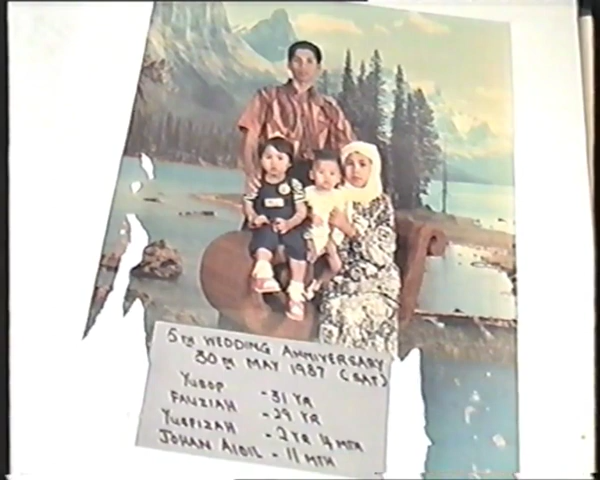 5TH WEDDING ANNIVERSARY
30TH MAY 1987 (SAT)
YUSOP - 31 YR
FAUZIAH - 29 YR
YUSFIZAH - 2 YR 4 MTH
JOHAN AIDIL - 11 MTH